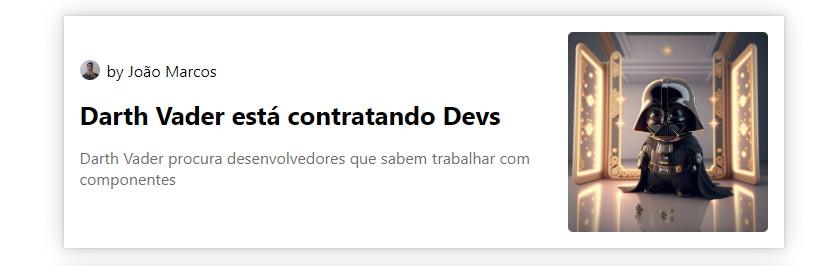 by João Marcos
Darth Vader está contratando Devs
Darth Vader procura desenvolvedores que sabem trabalhar com
componentes